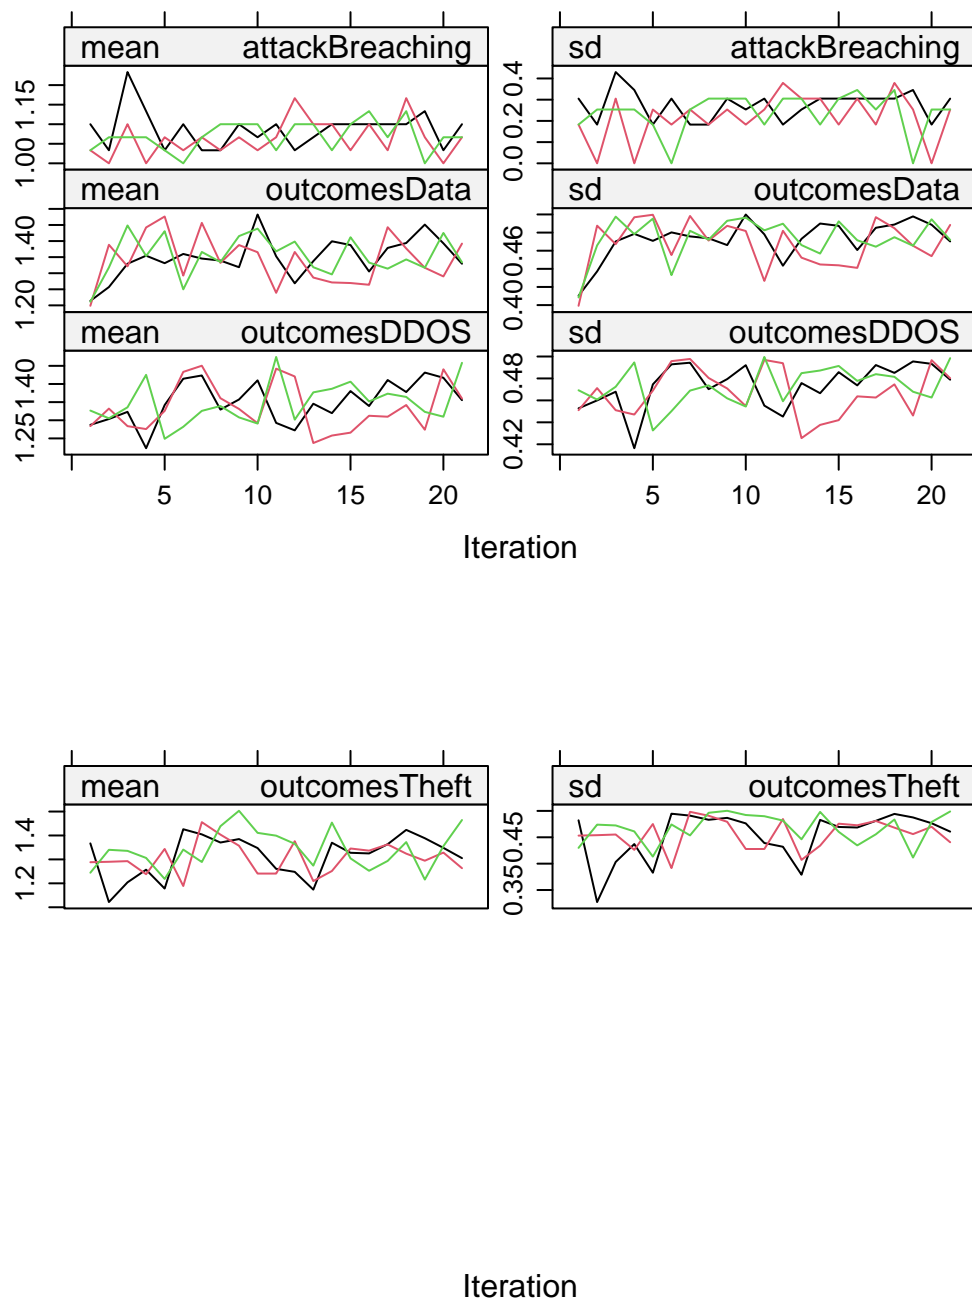 mean attackBreaching
1.00 1.15
sd attackBreaching
0.0 0.2 0.4
mean outcomesData
1.20 1.40
sd outcomesData
0.40 0.46
mean outcomesDDOS
1.25 1.40
sd outcomesDDOS
0.42 0.48
5 10 15 20
5 10 15 20
Iteration
mean outcomesTheft
1.2 1.4
sd outcomesTheft
0.35 0.45
Iteration